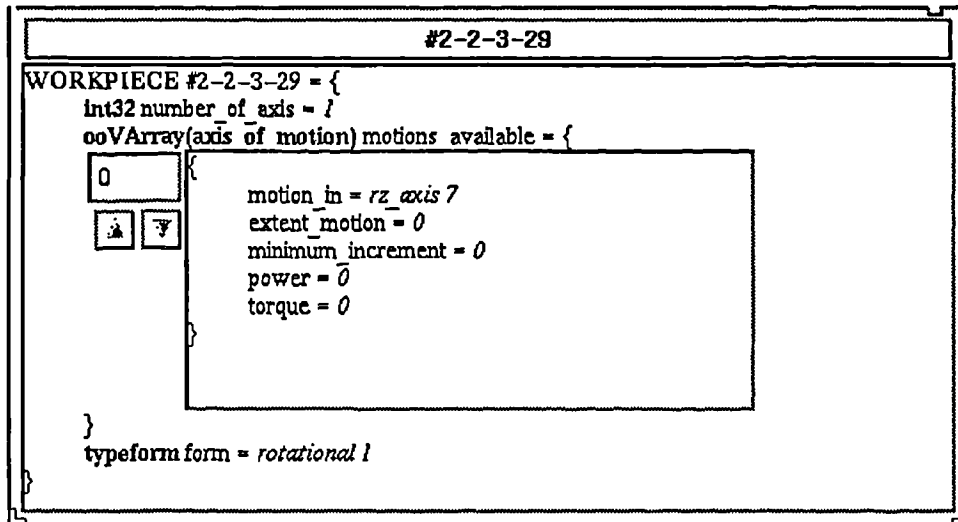 #2-2-3-29
WORKPIECE #2-2-3-29 = {
int32 number_of_axis = 1
ooVArray(axis_of_motion) motions_available = {
0
{
motion_in = rz_axis 7
extent_motion = 0
minimum_increment = 0
power = 0
torque = 0
}
}
typeform form = rotational 1
}